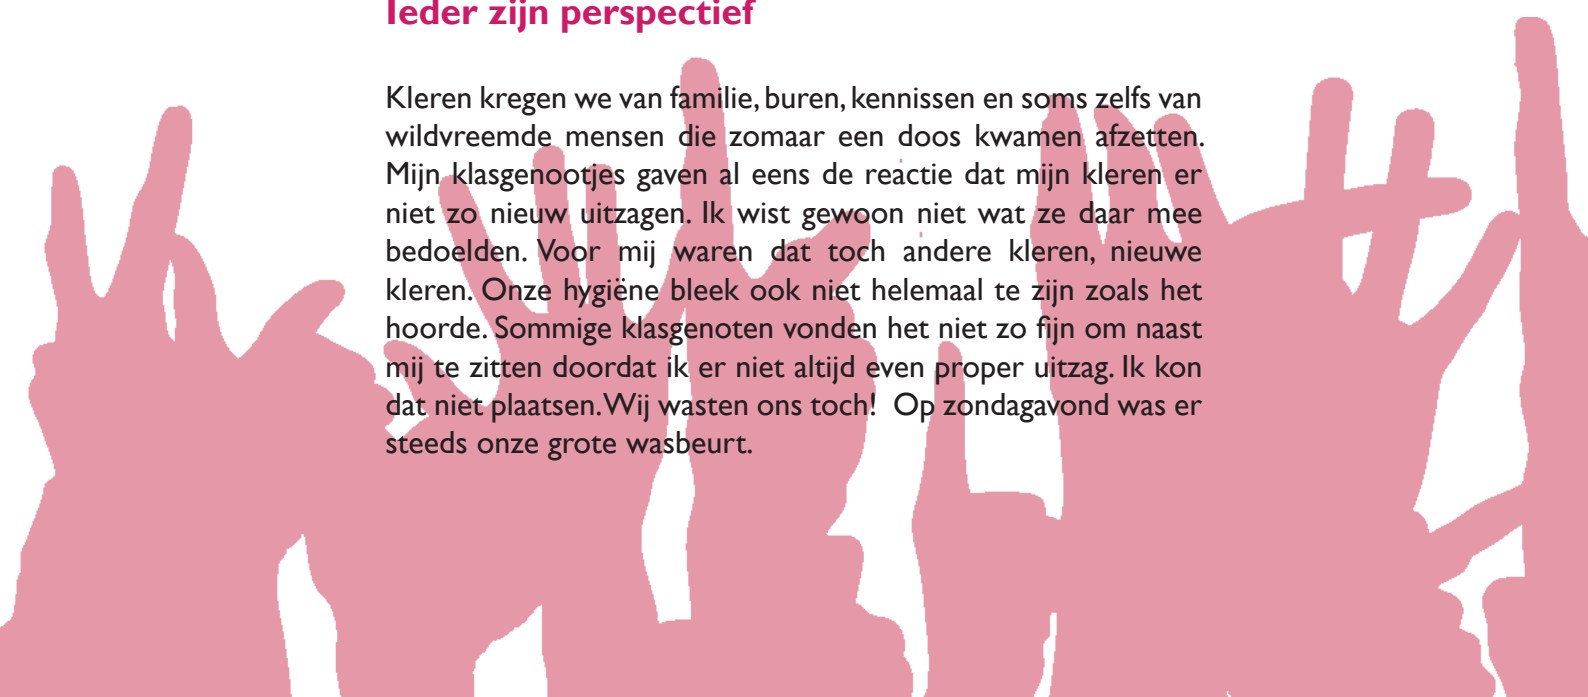 Ieder zijn perspectief
Kleren kregen we van familie, buren, kennissen en soms zelfs van
wildvreemde mensen die zomaar een doos kwamen afzetten.
Mijn klasgenootjes gaven al eens de reactie dat mijn kleren er
niet zo nieuw uitzagen. Ik wist gewoon niet wat ze daar mee
bedoelden. Voor mij waren dat toch andere kleren, nieuwe
kleren. Onze hygiëne bleek ook niet helemaal te zijn zoals het
hoorde. Sommige klasgenoten vonden het niet zo fijn om naast
mij te zitten doordat ik er niet altijd even proper uitzag. Ik kon
dat niet plaatsen. Wij wasten ons toch!  Op zondagavond was er
steeds onze grote wasbeurt.